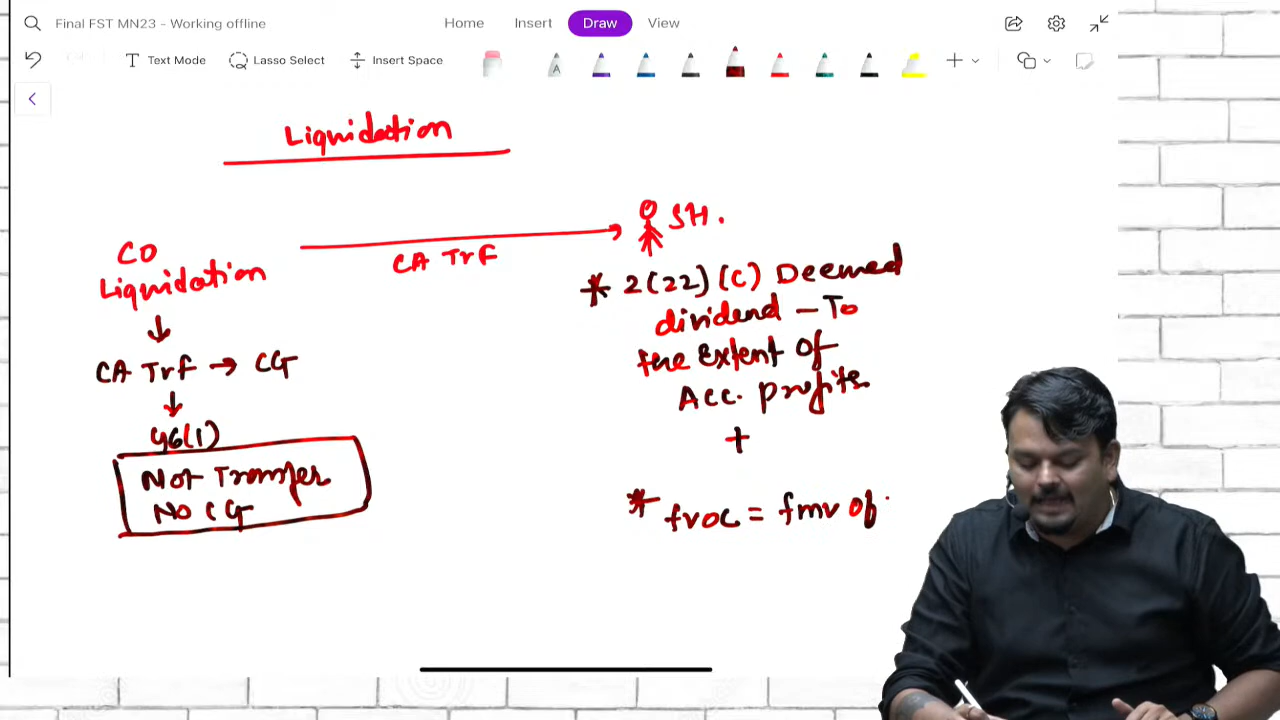 Final FST MN23 - Working offline
Home Insert Draw View
Text Mode Lasso Select Insert Space
A
Liquidation
SH.
CA Trf
CO
Liquidation
CA Trf → CG
46(1)
Not Transfer
No CG
* 2(22)(c) Deemed
dividend - To
the Extent Of
Acc. profits
+
* fvoc = fmv of